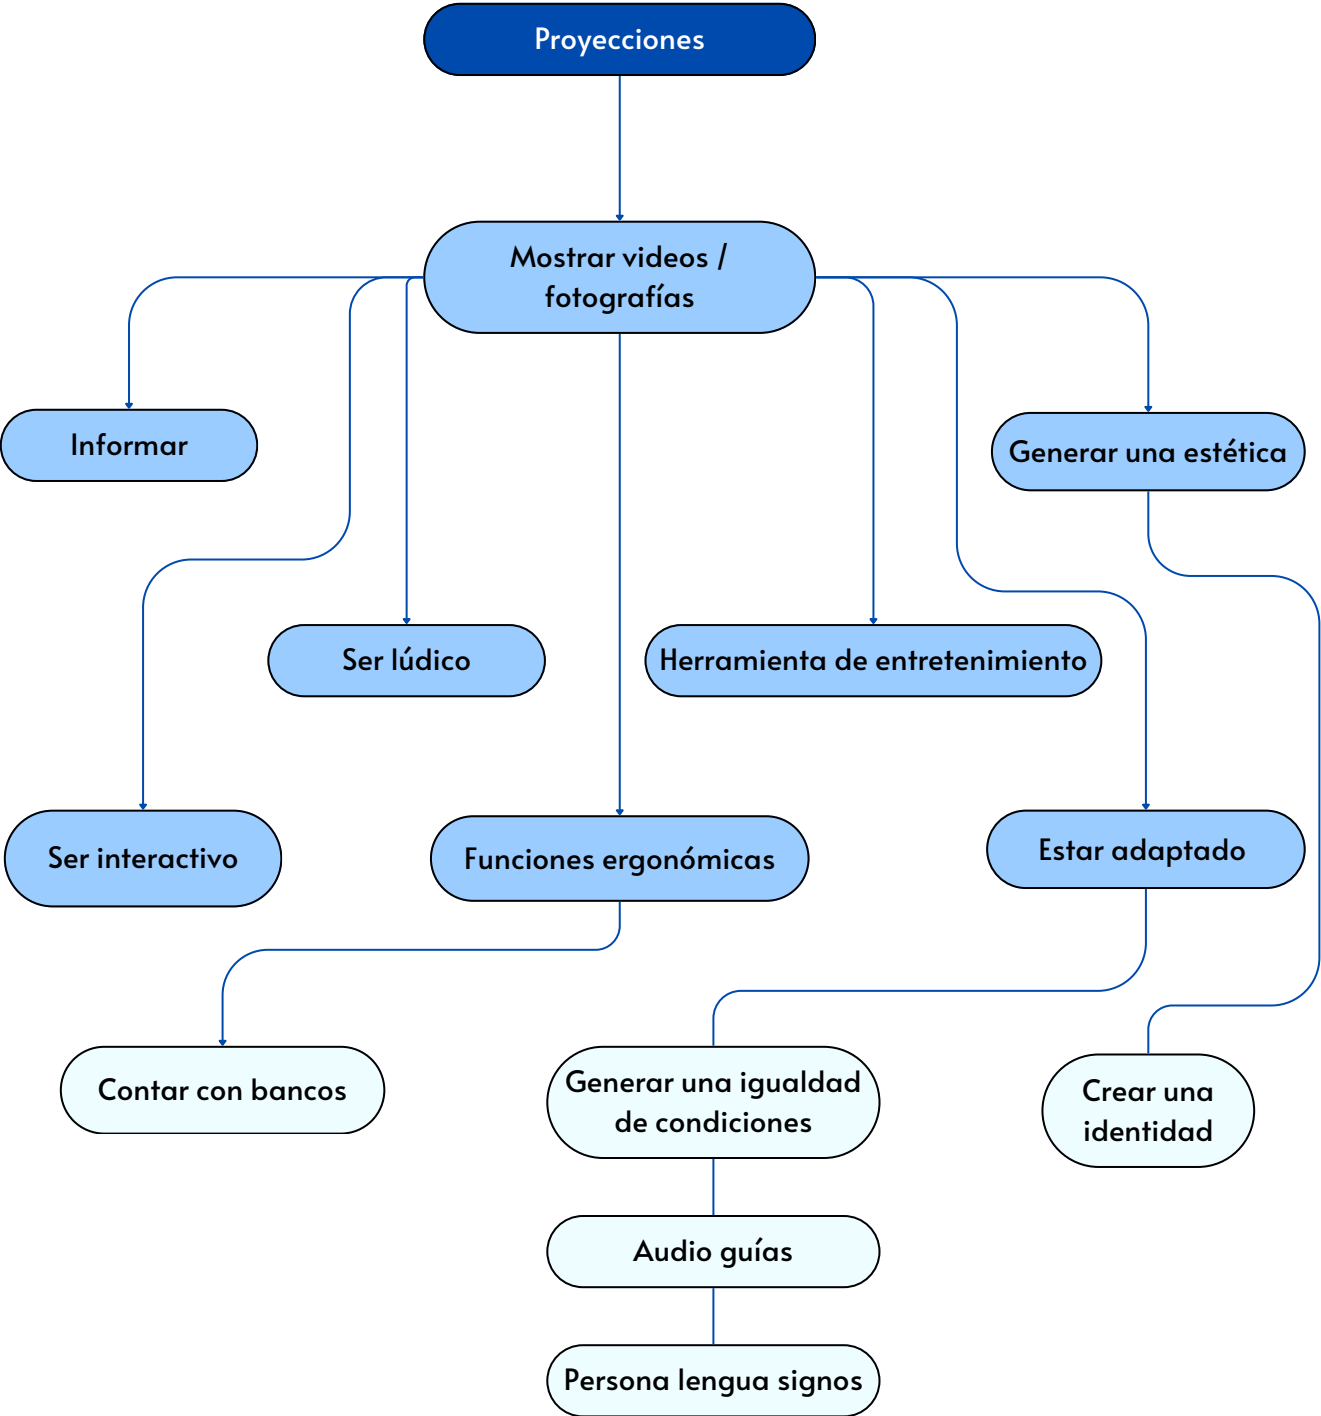 Proyecciones
Mostrar videos /
fotografías
Informar
Generar una estética
Ser lúdico
Herramienta de entretenimiento
Ser interactivo
Funciones ergonómicas
Estar adaptado
Contar con bancos
Generar una igualdad
de condiciones
Crear una
identidad
Audio guías
Persona lengua signos